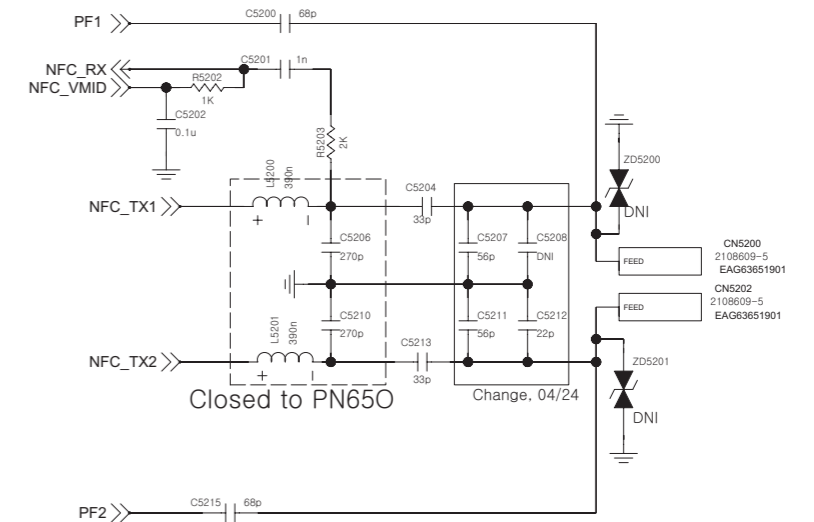 PF1
C5200
68p
NFC_RX
NFC_VMID
C5201
1n
R5202
1K
C5202
0.1u
R5203
2K
ZD5200
DNI
L5200
390n
NFC_TX1
+
C5204
33p
C5206
270p
C5207
56p
C5208
DNI
FEED
CN5200
2108609-5
EAG63651901
FEED
CN5202
2108609-5
EAG63651901
C5210
270p
C5211
56p
C5212
22p
L5201
390n
NFC_TX2
+
C5213
33p
ZD5201
DNI
Closed to PN65O
Change, 04/24
C5215
68p
PF2